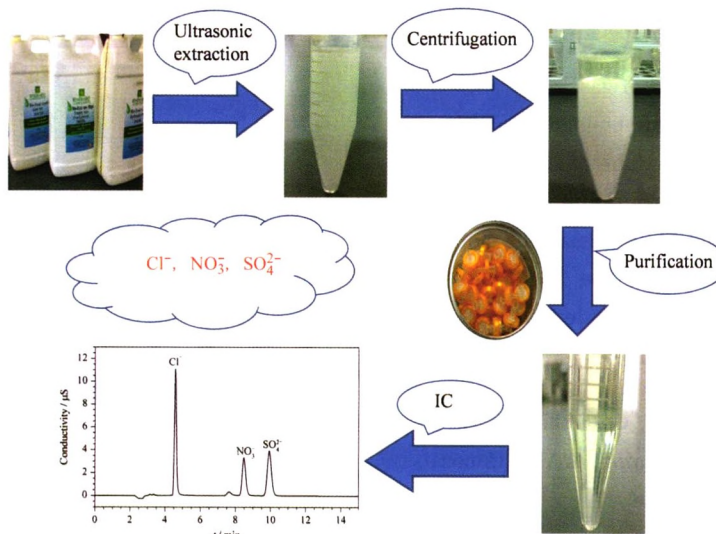 Ultrasonic
extraction
Centrifugation
Purification
Cl⁻, NO₃⁻, SO₄²⁻
IC
Conductivity / μS
12
10
8
6
4
2
0
Cl⁻
NO₃⁻
SO₄²⁻
0 2 4 6 8 10 12 14